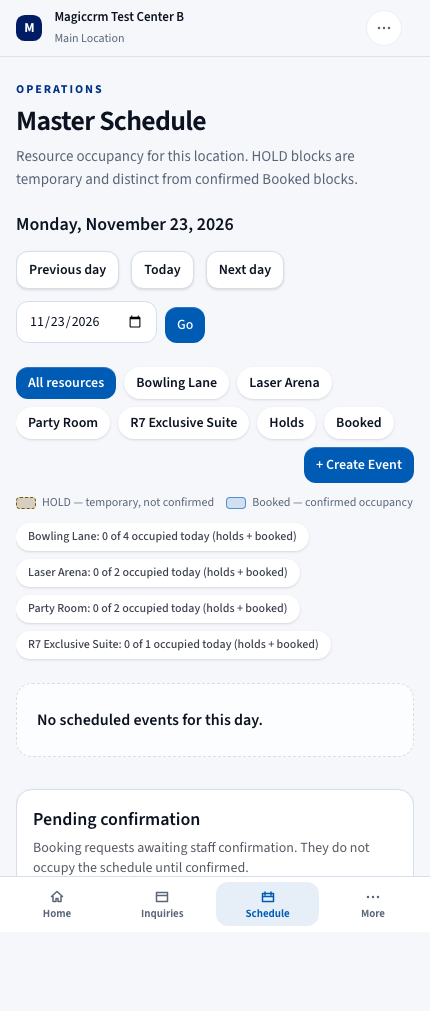 M
Magiccrm Test Center B
Main Location
OPERATIONS
Master Schedule
Resource occupancy for this location. HOLD blocks are
temporary and distinct from confirmed Booked blocks.
Monday, November 23, 2026
Previous day
Today
Next day
11/23/2026
Go
All resources
Bowling Lane
Laser Arena
Party Room
R7 Exclusive Suite
Holds
Booked
+ Create Event
HOLD — temporary, not confirmed
Booked — confirmed occupancy
Bowling Lane: 0 of 4 occupied today (holds + booked)
Laser Arena: 0 of 2 occupied today (holds + booked)
Party Room: 0 of 2 occupied today (holds + booked)
R7 Exclusive Suite: 0 of 1 occupied today (holds + booked)
No scheduled events for this day.
Pending confirmation
Booking requests awaiting staff confirmation. They do not
occupy the schedule until confirmed.
Home
Inquiries
Schedule
More